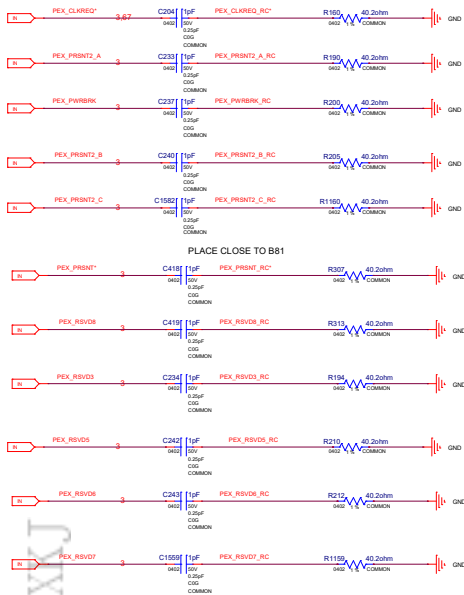 PEX_CLKREQ* C204 1pF PEX_CLKREQ_RC* R160 40.2ohm
IN 3,67 0402 50V 0402 1% COMMON GND
0.25pF
C0G
COMMON
PEX_PRSNT2_A C233 1pF PEX_PRSNT2_A_RC R190 40.2ohm
IN 3 0402 50V 0402 1% COMMON GND
0.25pF
C0G
COMMON
PEX_PWRBRK C237 1pF PEX_PWRBRK_RC R200 40.2ohm
IN 3 0402 50V 0402 1% COMMON GND
0.25pF
C0G
COMMON
PEX_PRSNT2_B C240 1pF PEX_PRSNT2_B_RC R205 40.2ohm
IN 3 0402 50V 0402 1% COMMON GND
0.25pF
C0G
COMMON
PEX_PRSNT2_C C1582 1pF PEX_PRSNT2_C_RC R1160 40.2ohm
IN 3 0402 50V 0402 1% COMMON GND
0.25pF
C0G
COMMON
PLACE CLOSE TO B81
PEX_PRSNT* C418 1pF PEX_PRSNT_RC* R307 40.2ohm
IN 3 0402 50V 0402 1% COMMON GND
0.25pF
C0G
COMMON
PEX_RSVD8 C419 1pF PEX_RSVD8_RC R313 40.2ohm
IN 3 0402 50V 0402 1% COMMON GND
0.25pF
C0G
COMMON
PEX_RSVD3 C234 1pF PEX_RSVD3_RC R194 40.2ohm
IN 3 0402 50V 0402 1% COMMON GND
0.25pF
C0G
COMMON
PEX_RSVD5 C242 1pF PEX_RSVD5_RC R210 40.2ohm
IN 3 0402 50V 0402 1% COMMON GND
0.25pF
C0G
COMMON
PEX_RSVD6 C243 1pF PEX_RSVD6_RC R212 40.2ohm
IN 3 0402 50V 0402 1% COMMON GND
0.25pF
C0G
COMMON
PEX_RSVD7 C1559 1pF PEX_RSVD7_RC R1159 40.2ohm
IN 3 0402 50V 0402 1% COMMON GND
0.25pF
C0G
COMMON